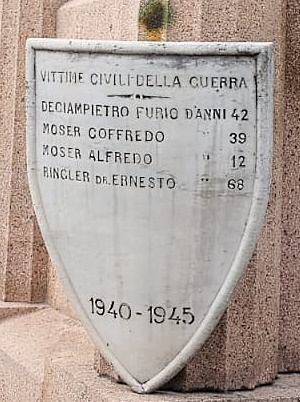 VITTIME CIVILI DELLA GUERRA
DECIAMPIETRO FURIO D'ANNI 42
MOSER GOFFREDO " 39
MOSER ALFREDO " 12
RINGLER DR. ERNESTO " 68
1940-1945